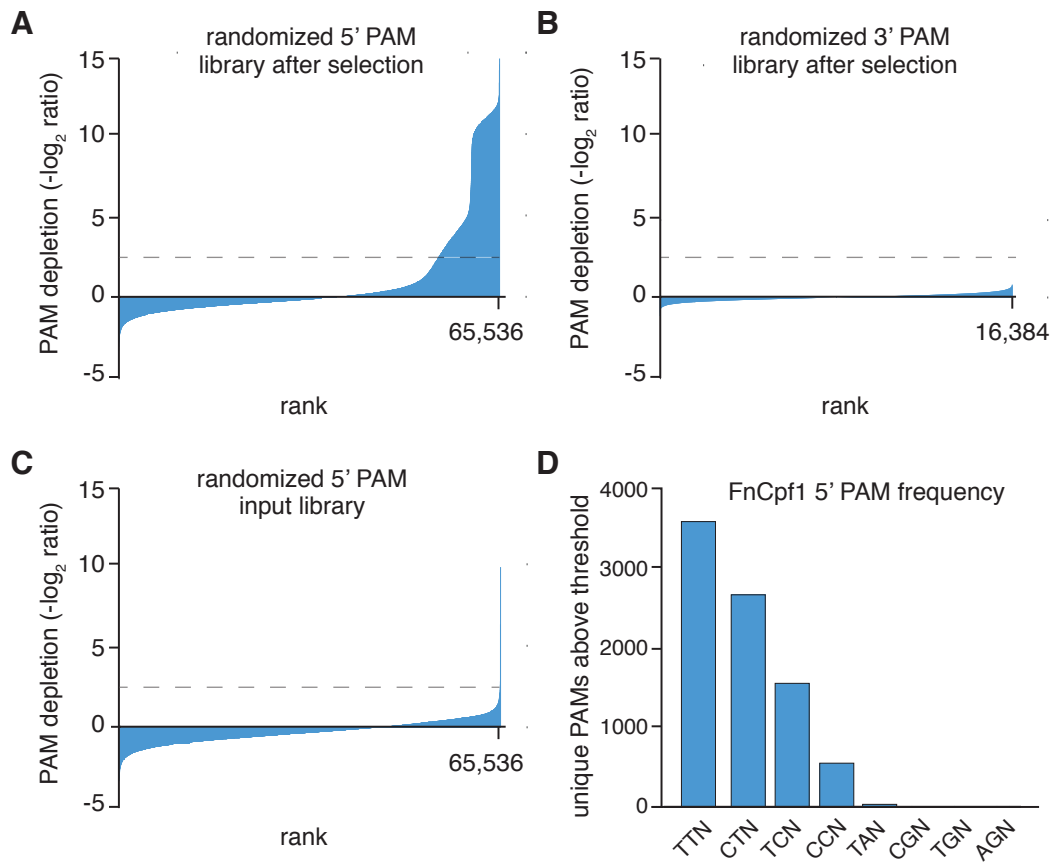 A
randomized 5' PAM
library after selection
PAM depletion (-log2 ratio)
15
10
5
0
-5
65,536
rank
B
randomized 3' PAM
library after selection
PAM depletion (-log2 ratio)
15
10
5
0
-5
16,384
rank
C
randomized 5' PAM
input library
PAM depletion (-log2 ratio)
15
10
5
0
-5
65,536
rank
D
FnCpf1 5' PAM frequency
unique PAMs above threshold
4000
3000
2000
1000
0
TTN
CTN
TCN
CCN
TAN
CGN
TGN
AGN